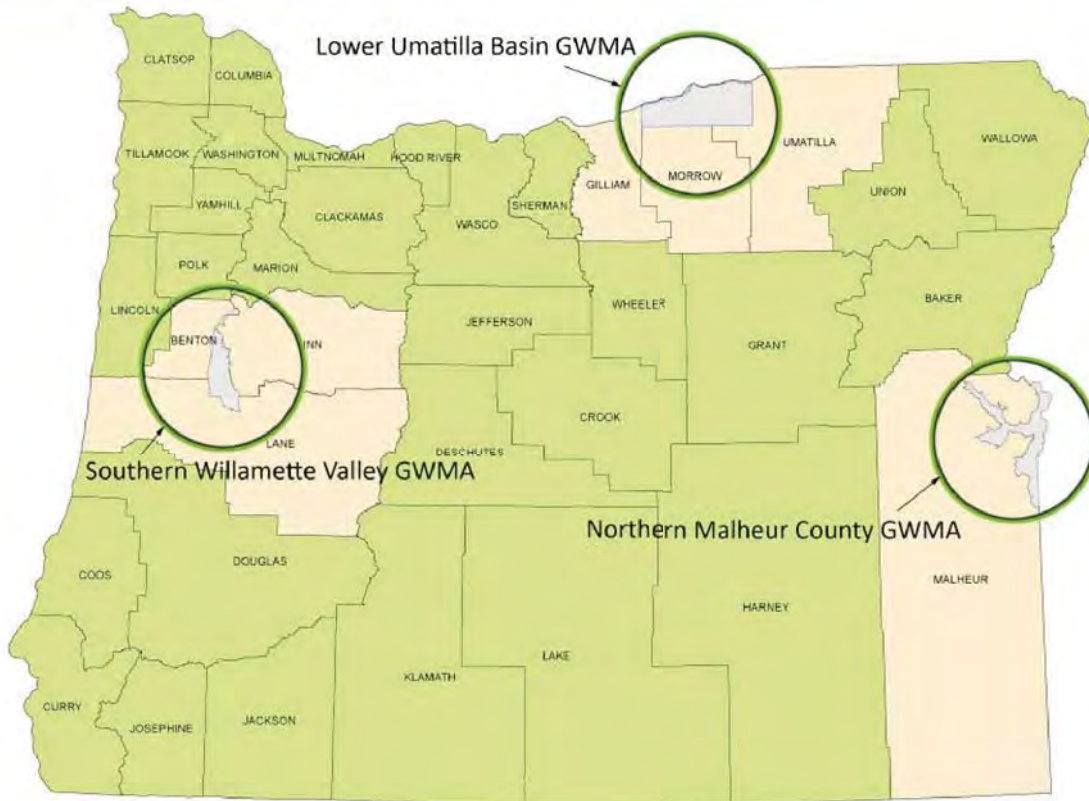 Lower Umatilla Basin GWMA
CLATSOP
COLUMBIA
TILLAMOOK
WASHINGTON
MULTNOMAH
HOOD RIVER
WALLOWA
UMATILLA
YAMHILL
CLACKAMAS
SHERMAN
GILLIAM
MORROW
UNION
WASCO
POLK
MARION
LINCOLN
BENTON
INN
JEFFERSON
WHEELER
GRANT
BAKER
CROOK
LANE
DESCHUTES
Southern Willamette Valley GWMA
Northern Malheur County GWMA
COOS
DOUGLAS
MALHEUR
HARNEY
LAKE
KLAMATH
CURRY
JOSEPHINE
JACKSON